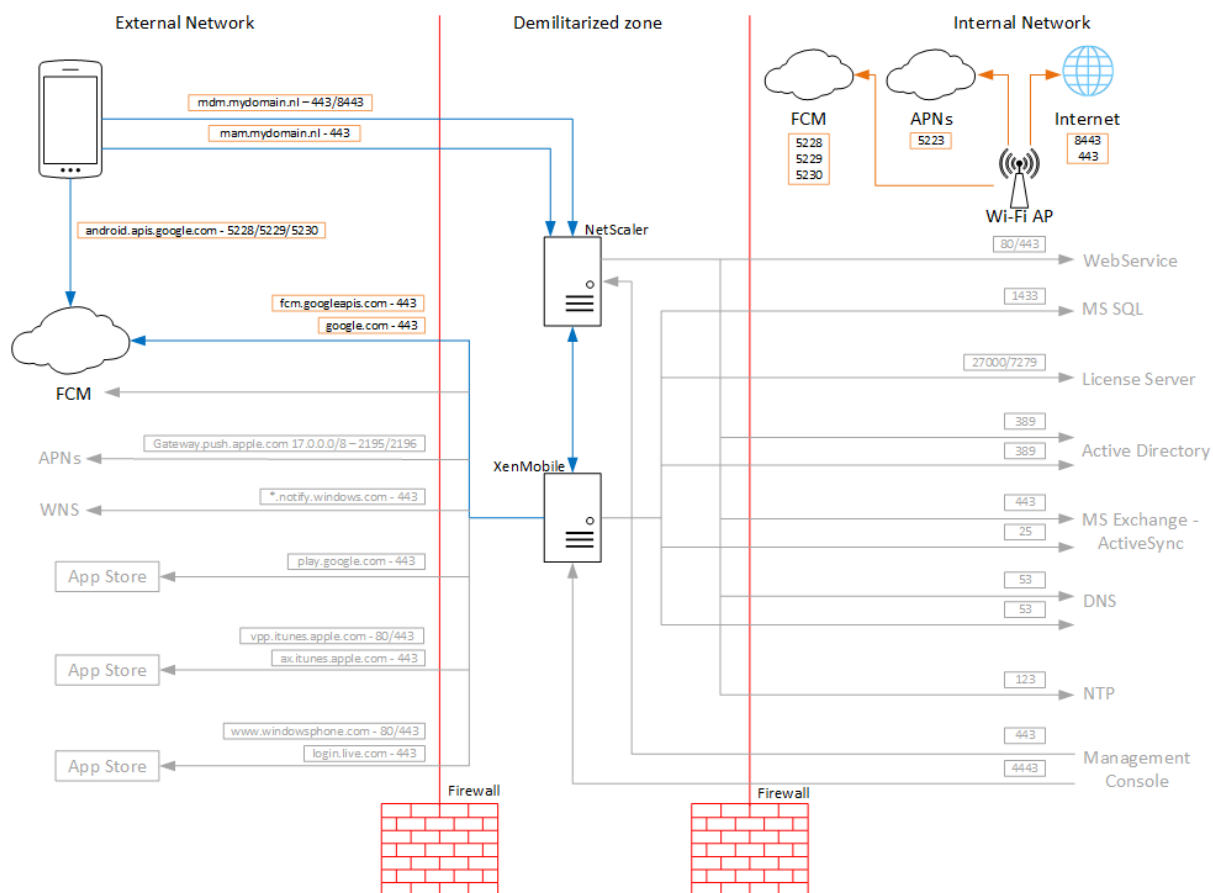 External Network
Demilitarized zone
Internal Network
mdm.mydomain.nl – 443/8443
mam.mydomain.nl - 443
FCM
5228
5229
5230
APNs
5223
Internet
8443
443
Wi-Fi AP
android.apis.google.com - 5228/5229/5230
NetScaler
80/443
WebService
fcm.googleapis.com - 443
google.com - 443
1433
MS SQL
27000/7279
License Server
FCM
389
389
Active Directory
Gateway.push.apple.com 17.0.0.0/8 – 2195/2196
APNs
XenMobile
*.notify.windows.com - 443
WNS
443
25
MS Exchange -
ActiveSync
play.google.com - 443
App Store
53
53
DNS
vpp.itunes.apple.com - 80/443
ax.itunes.apple.com - 443
App Store
123
NTP
www.windowsphone.com - 80/443
login.live.com - 443
App Store
443
4443
Management
Console
Firewall
Firewall